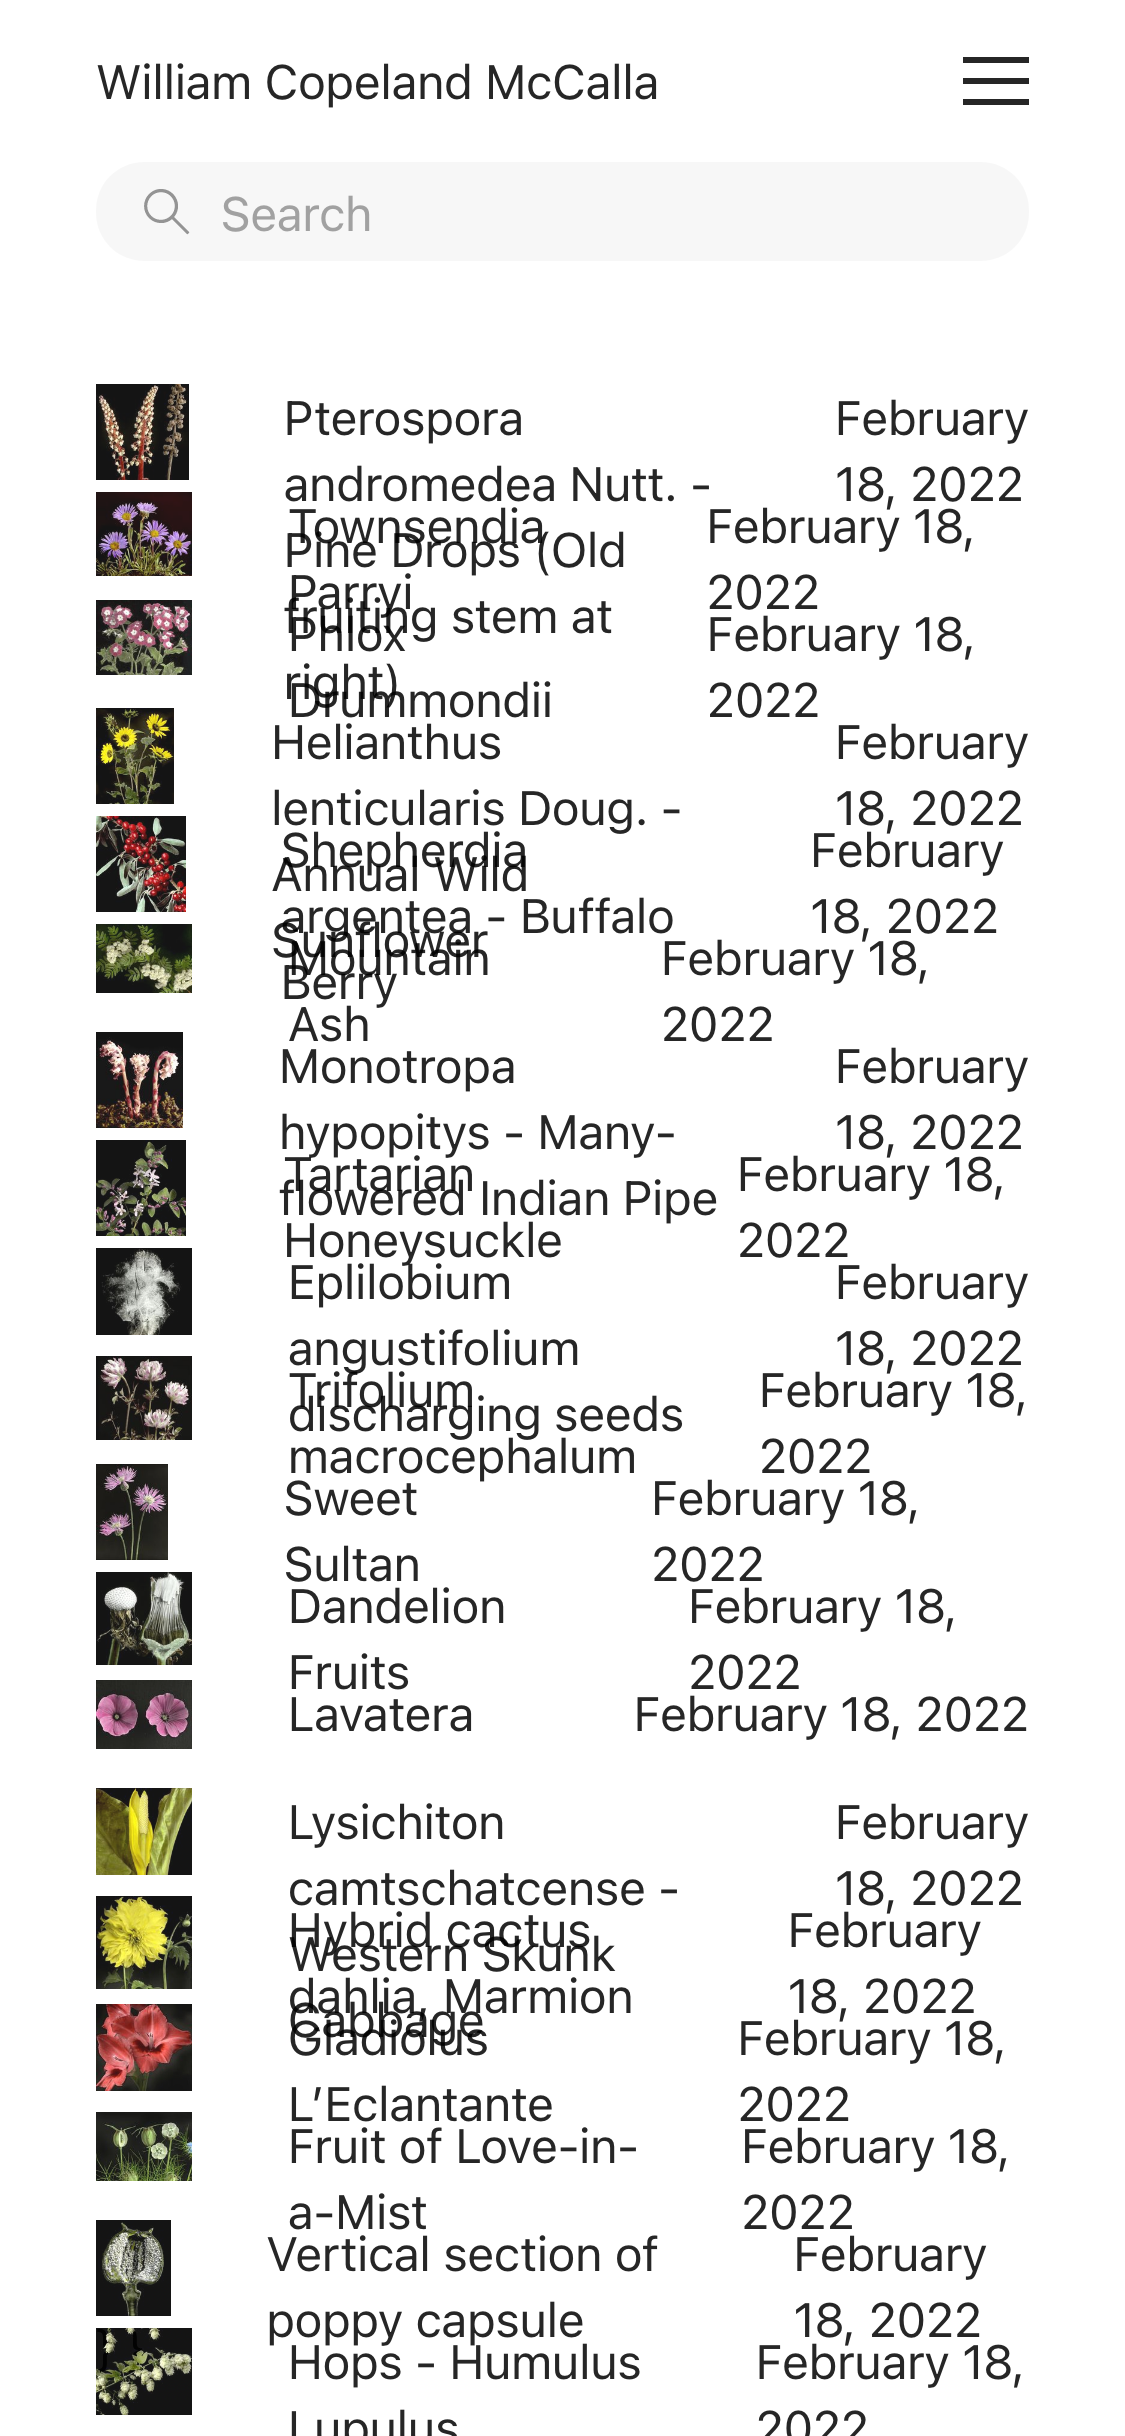 William Copeland McCalla
Search
Pterospora
andromedea Nutt. -
Pine Drops (Old
fruiting stem at
right)
February
18, 2022
Townsendia
Parryi
February 18,
2022
Phlox
Drummondii
February 18,
2022
Helianthus
lenticularis Doug. -
Annual Wild
Sunflower
February
18, 2022
Shepherdia
argentea - Buffalo
Berry
February
18, 2022
Mountain
Ash
February 18,
2022
Monotropa
hypopitys - Many-
flowered Indian Pipe
February
18, 2022
Tartarian
Honeysuckle
February 18,
2022
Eplilobium
angustifolium
discharging seeds
February
18, 2022
Trifolium
macrocephalum
February 18,
2022
Sweet
Sultan
February 18,
2022
Dandelion
Fruits
February 18,
2022
Lavatera
February 18, 2022
Lysichiton
camtschatcense -
Western Skunk
Cabbage
February
18, 2022
Hybrid cactus
dahlia, Marmion
February
18, 2022
Gladiolus
L’Eclantante
February 18,
2022
Fruit of Love-in-
a-Mist
February 18,
2022
Vertical section of
poppy capsule
February
18, 2022
Hops - Humulus
Lupulus
February 18,
2022